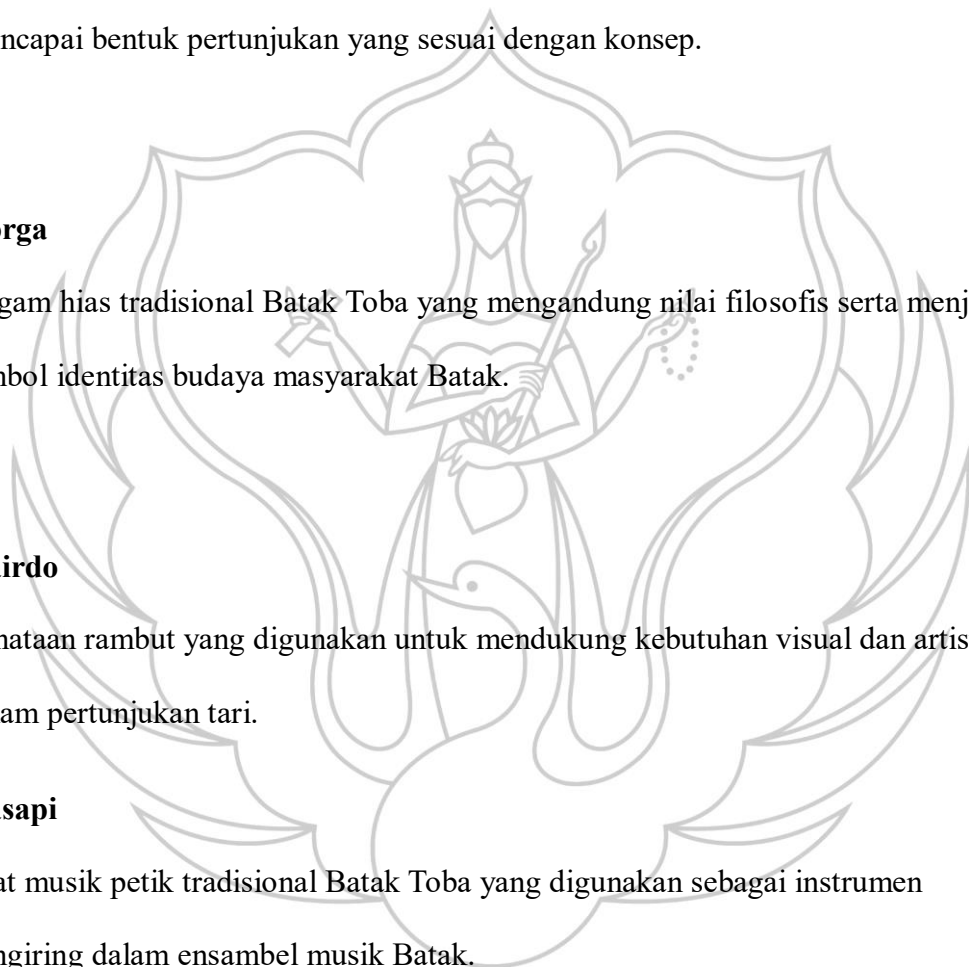 ncapai bentuk pertunjukan yang sesuai dengan konsep.
orga
gam hias tradisional Batak Toba yang mengandung nilai filosofis serta menj
bol identitas budaya masyarakat Batak.
irdo
nataan rambut yang digunakan untuk mendukung kebutuhan visual dan artis
am pertunjukan tari.
sapi
at musik petik tradisional Batak Toba yang digunakan sebagai instrumen
ngiring dalam ensambel musik Batak.